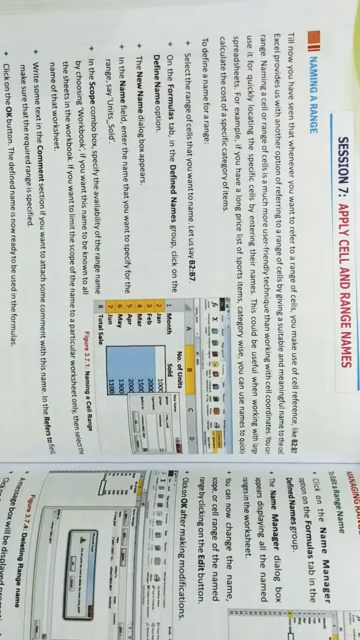 SESSION 7: APPLY CELL AND RANGE NAMES
NAMING A RANGE
Till now you have seen that whenever you want to refer to a range of cells, you make use of cell reference, like
Excel provides us with another option of referring to a range of cells by giving a suitable and meaningful name to the cell
range. Naming a cell or range of cells is a much more user-friendly technique than working with cell coordinates. You can
use it for quickly locating the specific cells by entering their names. This could be useful when working with large
spreadsheets. For example, if you have a long price list of sports items, category wise, you can use names to quickly
calculate the cost of a specific category of items.
To define a name for a range:
Select the range of cells that you want to name. Let us say B2:B7.
On the Formulas tab, in the Defined Names group, click on the
Define Name option.
The New Name dialog box appears.
In the Name field, enter the name that you want to specify for the
range, say 'Units_Sold'
In the Scope combo box, specify the availability of the range name
by choosing 'Workbook', if you want this name to be known to all
the sheets in the workbook. If you want to limit the scope of the name to a particular worksheet only, then select the
name of that worksheet.
Write some text in the Comment section if you want to attach some comment with this name. In the Refers to
make sure that the required range is specified.
Click on the OK button. The defined name is now ready to be used in the formulas.
A B C D
1 Month No. of Units Sold
2 Jan
3 Feb
4 Mar
5 Apr
6 May
7 Jun
8 Total Sale
Figure 3.7.1: Naming a Cell Range
Click on the Name Manager
option on the Formulas tab in the
Defined Names group.
The Name Manager dialog box
appears displaying all the named
ranges in the worksheet.
You can now change the name,
scope, or cell range of the named
range by clicking on the Edit button.
Click on OK after making modifications.
Deleting Range name
message box will be displayed